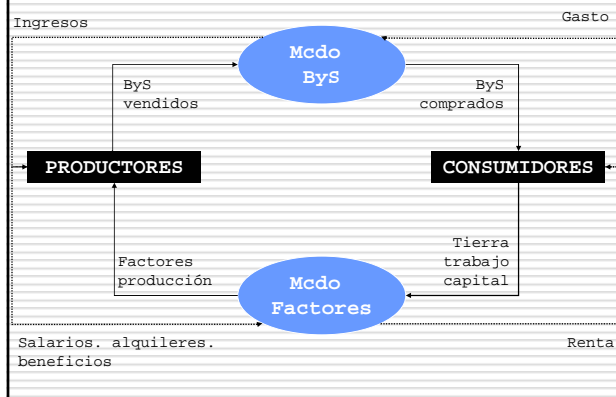 Ingresos
Gasto
Mcdo
ByS
ByS
vendidos
ByS
comprados
PRODUCTORES
CONSUMIDORES
Factores
producción
Tierra
trabajo
capital
Mcdo
Factores
Salarios. alquileres.
beneficios
Renta